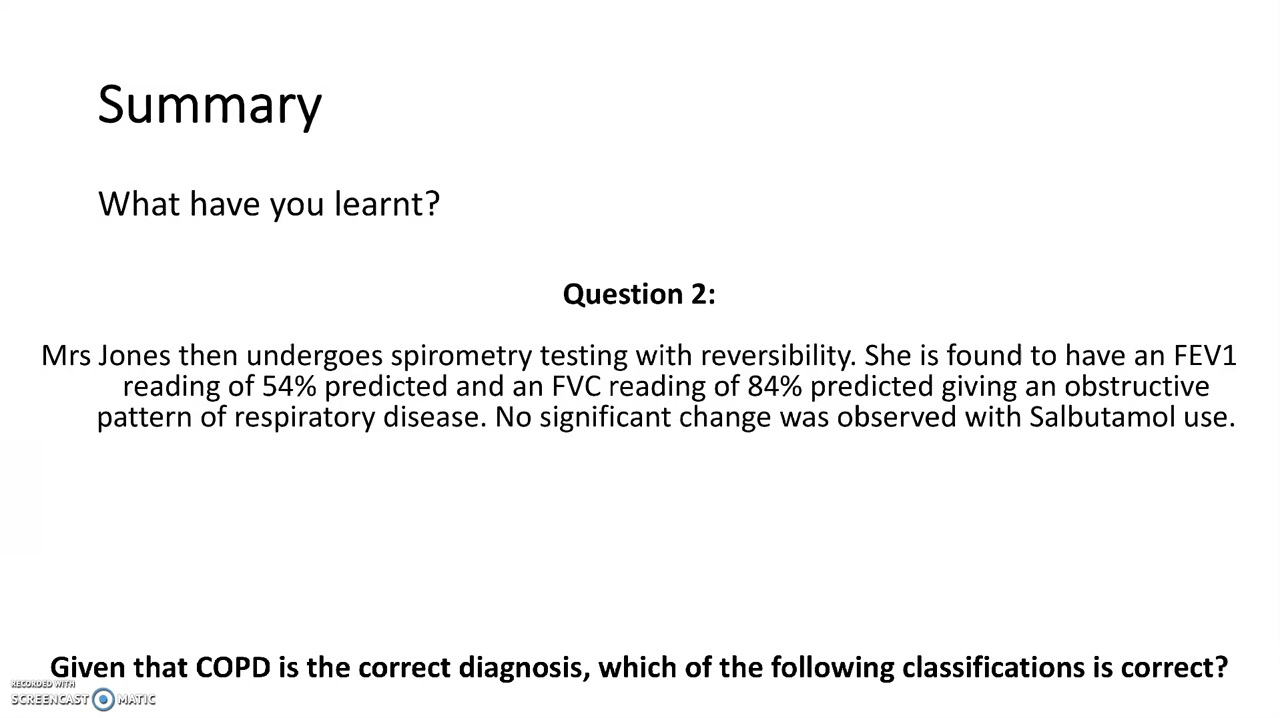 Summary
What have you learnt?
Question 2:
Mrs Jones then undergoes spirometry testing with reversibility. She is found to have an FEV1
reading of 54% predicted and an FVC reading of 84% predicted giving an obstructive
pattern of respiratory disease. No significant change was observed with Salbutamol use.
Given that COPD is the correct diagnosis, which of the following classifications is correct?
RECORDED WITH
SCREENCAST MATIC